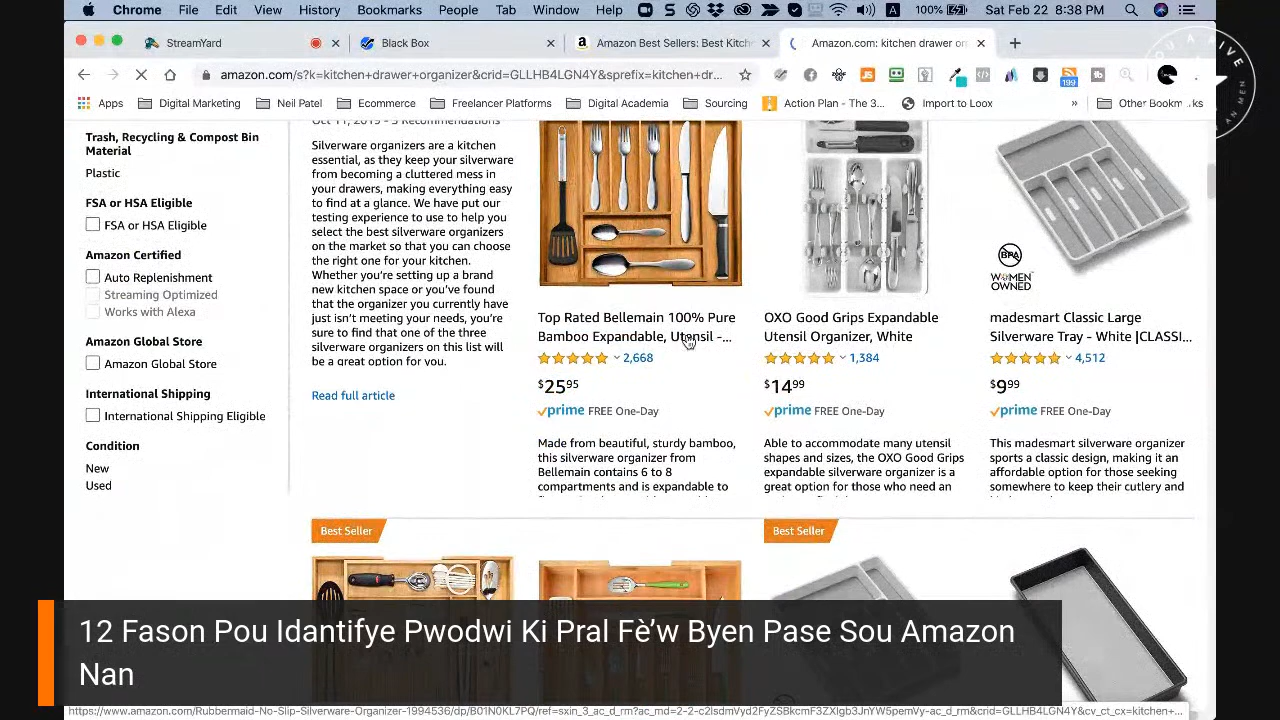 Chrome File Edit View History Bookmarks People Tab Window Help 100% Sat Feb 22 8:38 PM
StreamYard Black Box Amazon Best Sellers: Best Kitch Amazon.com: kitchen drawer or
amazon.com/s?k=kitchen+drawer+organizer&crid=GLLHB4LGN4Y&sprefix=kitchen+dr... 199
Apps Digital Marketing Neil Patel Ecommerce Freelancer Platforms Digital Academia Sourcing Action Plan - The 3... Import to Loox » Other Bookm ks
Trash, Recycling & Compost Bin
Material
Plastic
FSA or HSA Eligible
FSA or HSA Eligible
Amazon Certified
Auto Replenishment
Streaming Optimized
Works with Alexa
Amazon Global Store
Amazon Global Store
International Shipping
International Shipping Eligible
Condition
New
Used
Oct 11, 2019 - 3 Recommendations
Silverware organizers are a kitchen
essential, as they keep your silverware
from becoming a cluttered mess in
your drawers, making everything easy
to find at a glance. We have put our
testing experience to use to help you
select the best silverware organizers
on the market so that you can choose
the right one for your kitchen.
Whether you're setting up a brand
new kitchen space or you've found
that the organizer you currently have
just isn't meeting your needs, you're
sure to find that one of the three
silverware organizers on this list will
be a great option for you.
Read full article
Top Rated Bellemain 100% Pure
Bamboo Expandable, Utensil -...
2,668
$25⁹⁵
prime FREE One-Day
Made from beautiful, sturdy bamboo,
this silverware organizer from
Bellemain contains 6 to 8
compartments and is expandable to
OXO Good Grips Expandable
Utensil Organizer, White
1,384
$14⁹⁹
prime FREE One-Day
Able to accommodate many utensil
shapes and sizes, the OXO Good Grips
expandable silverware organizer is a
great option for those who need an
BPA
WOMEN
OWNED
madesmart Classic Large
Silverware Tray - White |CLASSI...
4,512
$9⁹⁹
prime FREE One-Day
This madesmart silverware organizer
sports a classic design, making it an
affordable option for those seeking
somewhere to keep their cutlery and
Best Seller
Best Seller
12 Fason Pou Idantifye Pwodwi Ki Pral Fè’w Byen Pase Sou Amazon
Nan